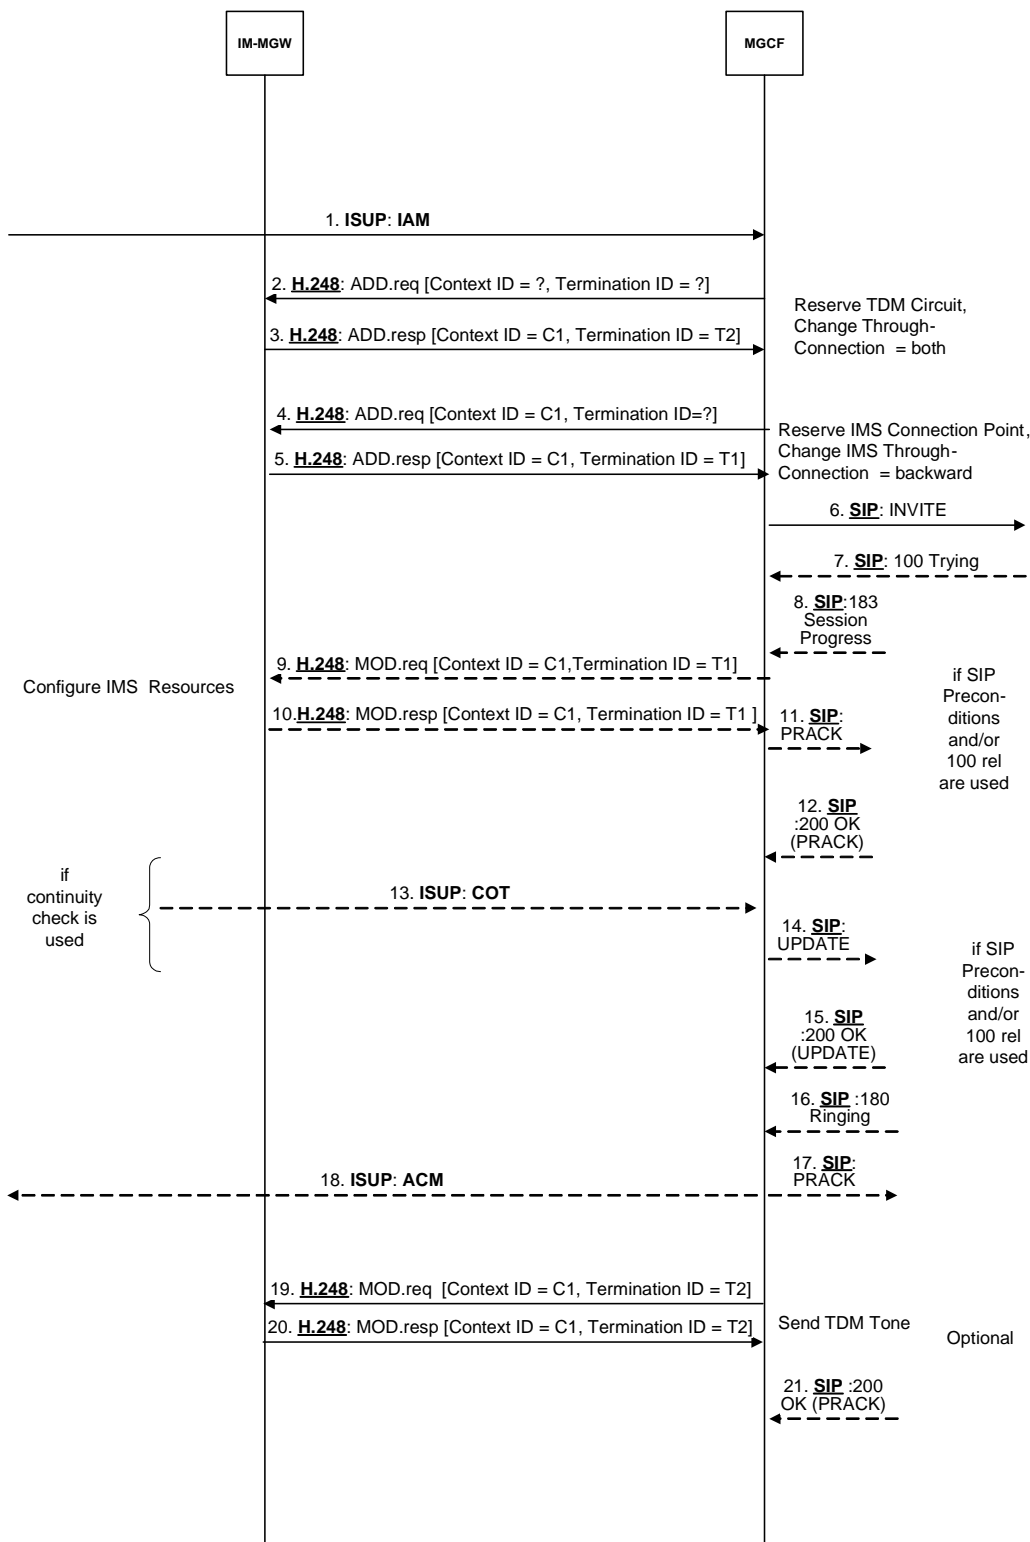 IM-MGW
MGCF
1. ISUP: IAM
2. H.248: ADD.req [Context ID = ?, Termination ID = ?]
Reserve TDM Circuit,
Change Through-
Connection = both
3. H.248: ADD.resp [Context ID = C1, Termination ID = T2]
4. H.248: ADD.req [Context ID = C1, Termination ID=?]
Reserve IMS Connection Point,
Change IMS Through-
Connection = backward
5. H.248: ADD.resp [Context ID = C1, Termination ID = T1]
6. SIP: INVITE
7. SIP: 100 Trying
8. SIP:183
Session
Progress
9. H.248: MOD.req [Context ID = C1,Termination ID = T1]
Configure IMS Resources
if SIP
Precon-
ditions
and/or
100 rel
are used
10.H.248: MOD.resp [Context ID = C1, Termination ID = T1 ]
11. SIP:
PRACK
12. SIP
:200 OK
(PRACK)
if
continuity
check is
used
13. ISUP: COT
14. SIP:
UPDATE
if SIP
Precon-
ditions
and/or
100 rel
are used
15. SIP
:200 OK
(UPDATE)
16. SIP :180
Ringing
17. SIP:
PRACK
18. ISUP: ACM
19. H.248: MOD.req [Context ID = C1, Termination ID = T2]
Send TDM Tone
Optional
20. H.248: MOD.resp [Context ID = C1, Termination ID = T2]
21. SIP :200
OK (PRACK)